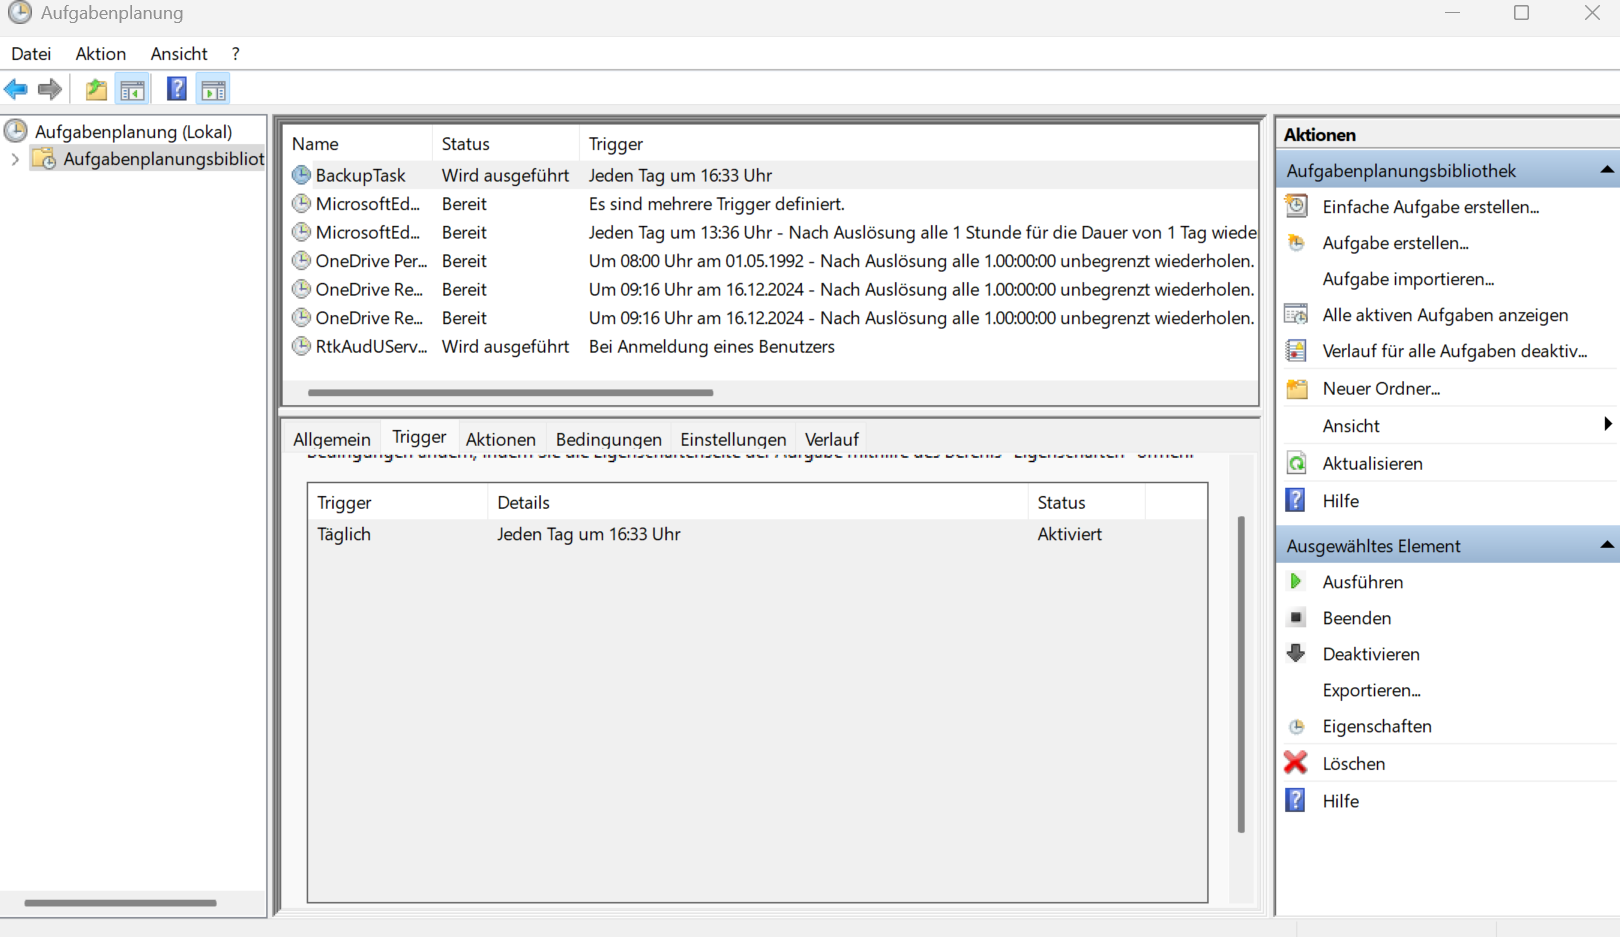 Aufgabenplanung
Datei Aktion Ansicht ?
Aufgabenplanung (Lokal)
Aufgabenplanungsbibliot
Name Status Trigger
BackupTask Wird ausgeführt Jeden Tag um 16:33 Uhr
MicrosoftEd... Bereit Es sind mehrere Trigger definiert.
MicrosoftEd... Bereit Jeden Tag um 13:36 Uhr - Nach Auslösung alle 1 Stunde für die Dauer von 1 Tag wiede
OneDrive Per... Bereit Um 08:00 Uhr am 01.05.1992 - Nach Auslösung alle 1.00:00:00 unbegrenzt wiederholen.
OneDrive Re... Bereit Um 09:16 Uhr am 16.12.2024 - Nach Auslösung alle 1.00:00:00 unbegrenzt wiederholen.
OneDrive Re... Bereit Um 09:16 Uhr am 16.12.2024 - Nach Auslösung alle 1.00:00:00 unbegrenzt wiederholen.
RtkAudUServ... Wird ausgeführt Bei Anmeldung eines Benutzers
Allgemein Trigger Aktionen Bedingungen Einstellungen Verlauf
Trigger Details Status
Täglich Jeden Tag um 16:33 Uhr Aktiviert
Aktionen
Aufgabenplanungsbibliothek
Einfache Aufgabe erstellen...
Aufgabe erstellen...
Aufgabe importieren...
Alle aktiven Aufgaben anzeigen
Verlauf für alle Aufgaben deaktiv...
Neuer Ordner...
Ansicht
Aktualisieren
Hilfe
Ausgewähltes Element
Ausführen
Beenden
Deaktivieren
Exportieren...
Eigenschaften
Löschen
Hilfe